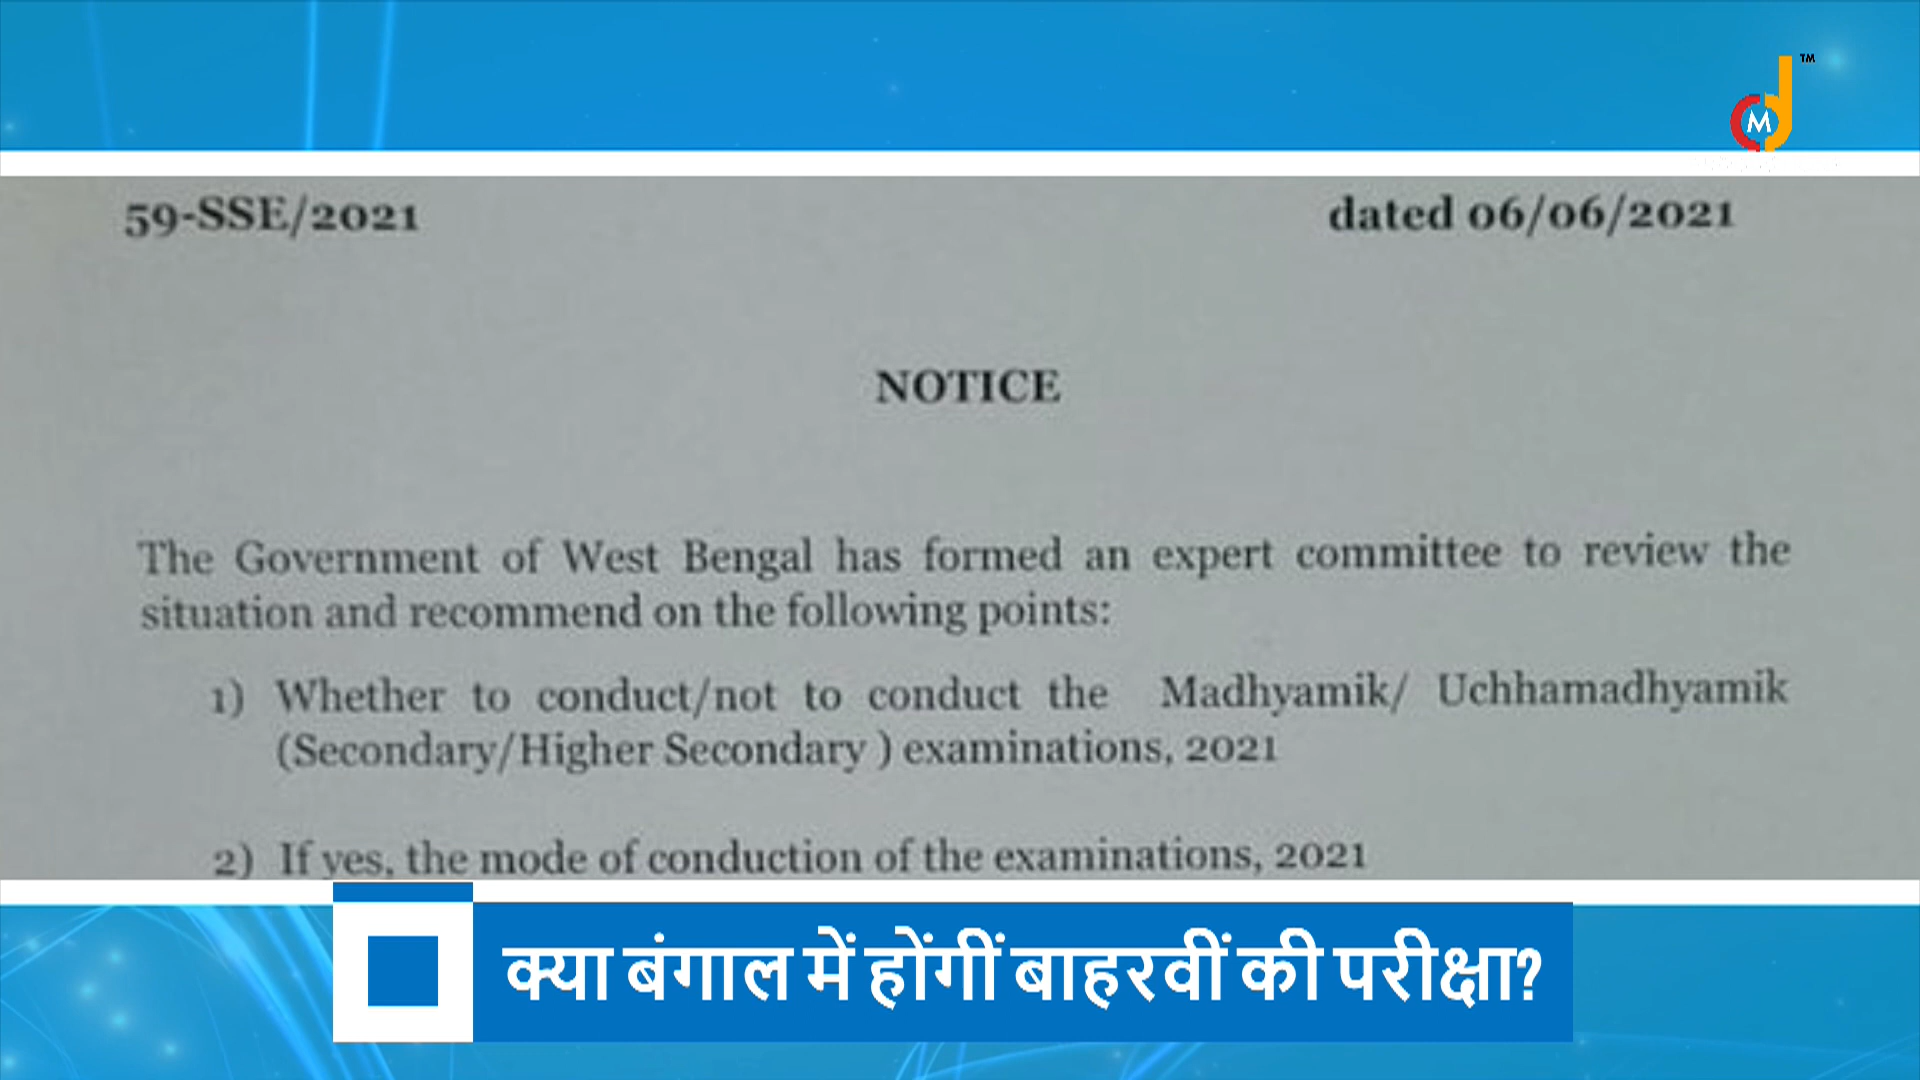 TM
M
59-SSE/2021 dated 06/06/2021
NOTICE
The Government of West Bengal has formed an expert committee to review the
situation and recommend on the following points:
1) Whether to conduct/not to conduct the Madhyamik/ Uchhamadhyamik
(Secondary/Higher Secondary ) examinations, 2021
2) If yes, the mode of conduction of the examinations, 2021
क्या बंगाल में होंगीं बाहरवीं की परीक्षा?